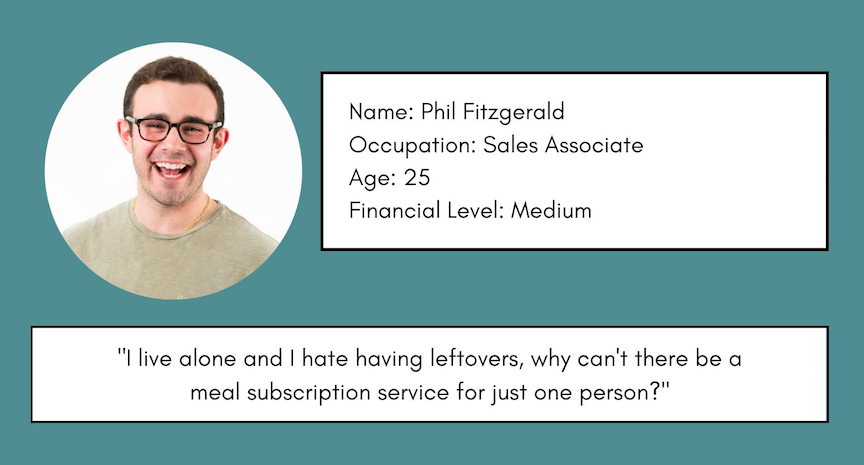 Name: Phil Fitzgerald
Occupation: Sales Associate
Age: 25
Financial Level: Medium
"I live alone and I hate having leftovers, why can't there be a
meal subscription service for just one person?"